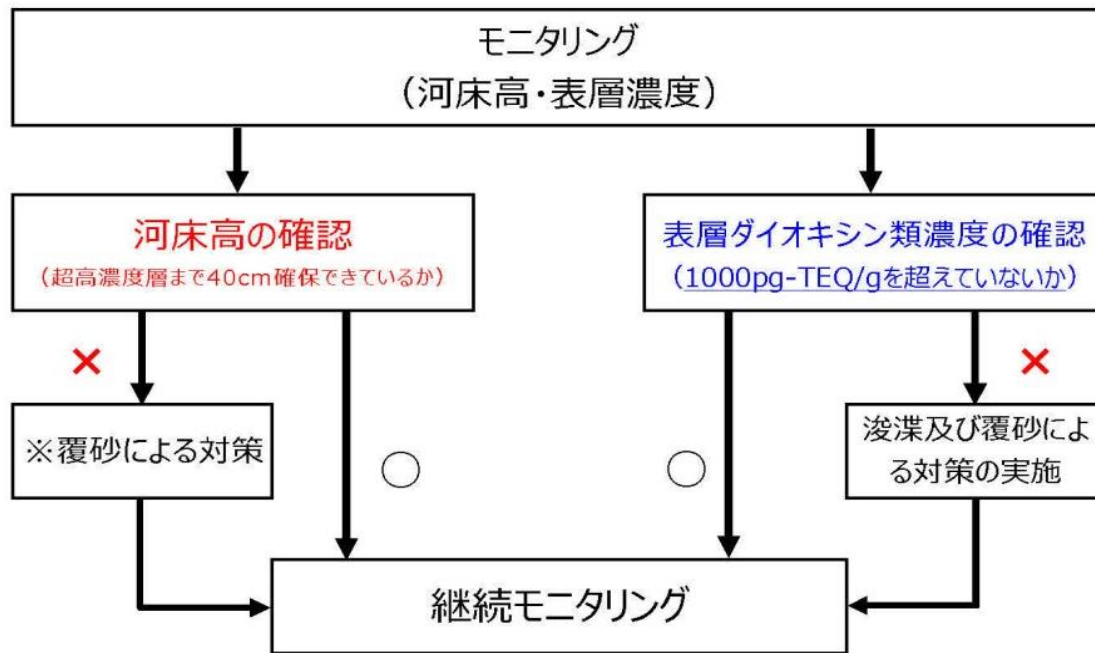 モニタリング
（河床高・表層濃度）
河床高の確認
（超高濃度層まで40cm確保できているか）
表層ダイオキシン類濃度の確認
（1000pg-TEQ/gを超えていないか）
×
×
※覆砂による対策
浚渫及び覆砂によ
る対策の実施
○
○
継続モニタリング